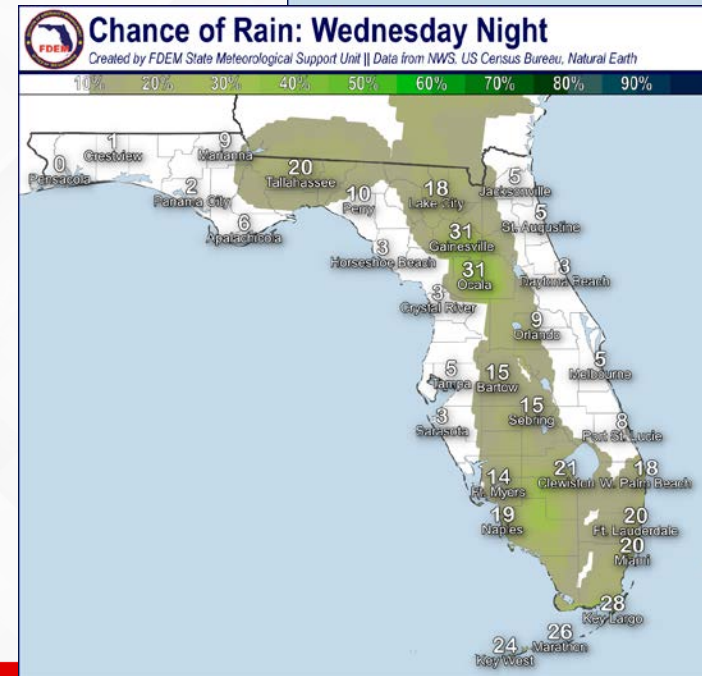 Chance of Rain: Wednesday Night
FDEM
Created by FDEM State Meteorological Support Unit || Data from NWS, US Census Bureau, Natural Earth
10% 20% 30% 40% 50% 60% 70% 80% 90%
0
Pensacola
1
Crestview
9
Marianna
2
Panama City
6
Apalachicola
20
Tallahassee
10
Perry
18
Lake City
5
Jacksonville
5
St. Augustine
31
Gainesville
3
Horseshoe Beach
31
Ocala
3
Daytona Beach
3
Crystal River
9
Orlando
5
Tampa
15
Bartow
5
Melbourne
15
Sebring
3
Sarasota
8
Port St. Lucie
14
Ft. Myers
21
Clewiston
18
W. Palm Beach
19
Naples
20
Ft. Lauderdale
20
Miami
28
Key Largo
26
Marathon
24
Key West